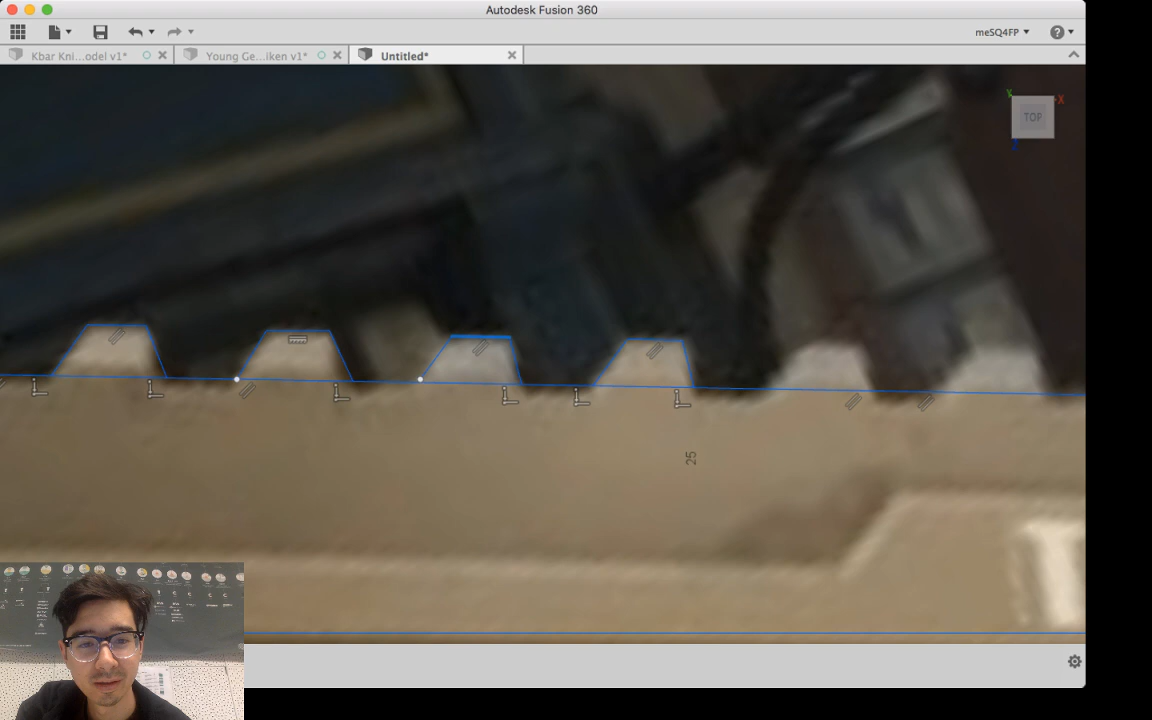 Autodesk Fusion 360
meSQ4FP
Kbar Kni...odel v1*
Young Ge...iken v1*
Untitled*
Y
X
TOP
Z
25